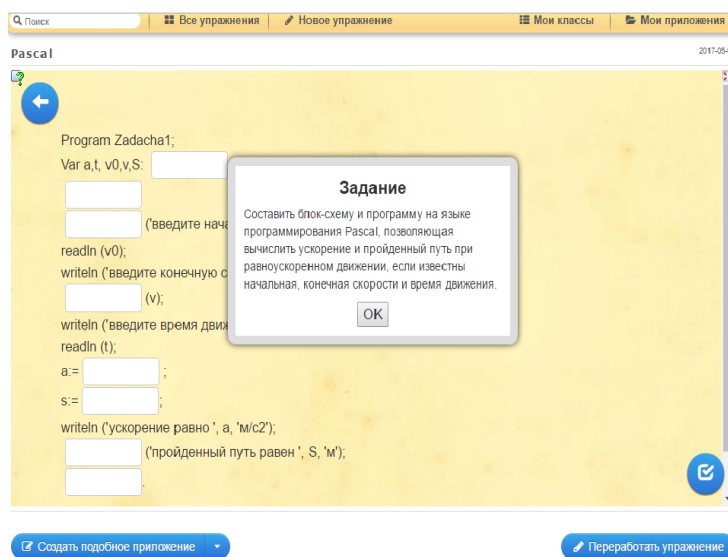 Поиск
Все упражнения
Новое упражнение
Мои классы
Мои приложения
Pascal
2017-05-
Program Zadacha1;
Var a,t, v0,v,S:
('введите нача
readln (v0);
writeln ('введите конечную с
(v);
writeln ('введите время движ
readln (t);
a:= ;
s:= ;
writeln ('ускорение равно ', a, 'м/с2');
('пройденный путь равен ', S, 'м');
.
Задание
Составить блок-схему и программу на языке
программирования Pascal, позволяющая
вычислить ускорение и пройденный путь при
равноускоренном движении, если известны
начальная, конечная скорости и время движения.
OK
Создать подобное приложение
Переработать упражнение